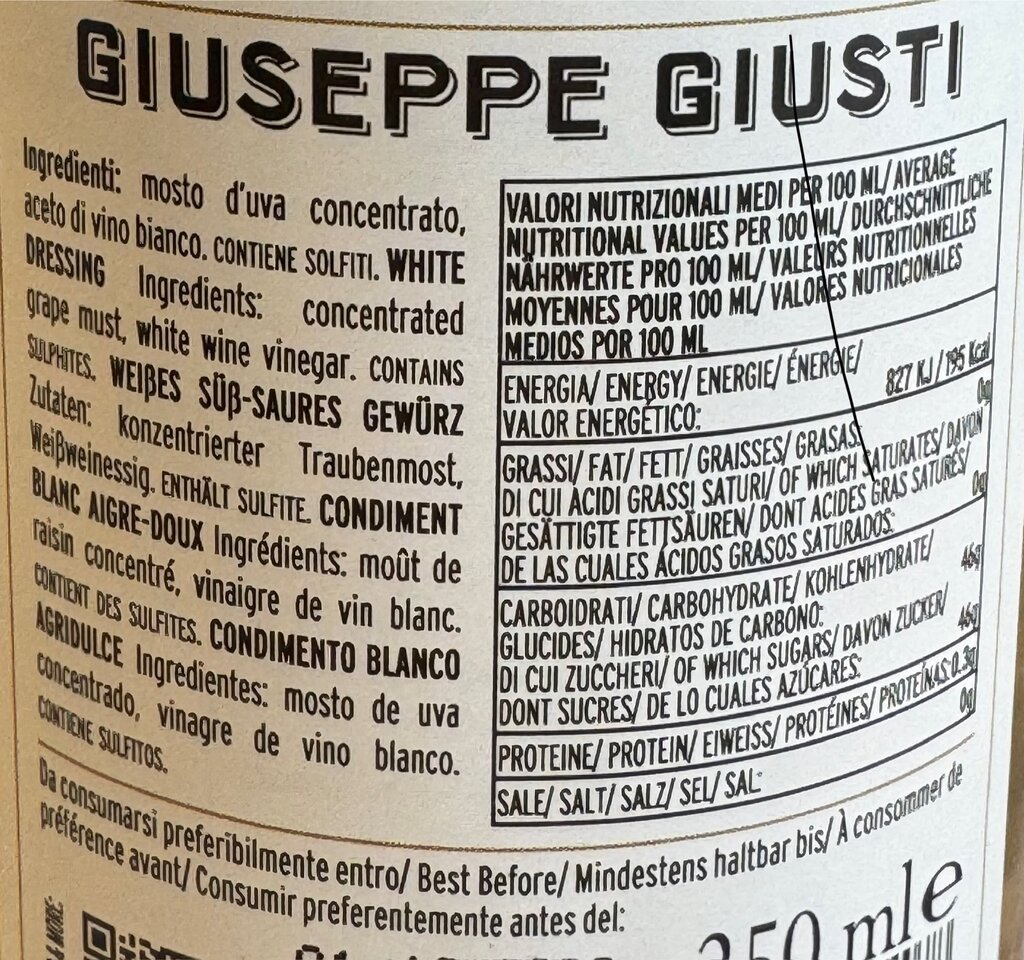 GIUSEPPE GIUSTI
Ingredienti: mosto d'uva concentrato,
aceto di vino bianco. CONTIENE SOLFITI. WHITE
DRESSING Ingredients: concentrated
grape must, white wine vinegar. CONTAINS
SULPHITES. WEIßES SÜß-SAURES GEWÜRZ
Zutaten: konzentrierter Traubenmost,
Weißweinessig. ENTHÄLT SULFITE. CONDIMENT
BLANC AIGRE-DOUX Ingrédients: moût de
raisin concentré, vinaigre de vin blanc.
CONTIENT DES SULFITES. CONDIMENTO BLANCO
AGRIDULCE Ingredientes: mosto de uva
concentrado, vinagre de vino blanco.
CONTIENE SULFITOS.
VALORI NUTRIZIONALI MEDI PER 100 ML/ AVERAGE
NUTRITIONAL VALUES PER 100 ML/ DURCHSCHNITTLICHE
NÄHRWERTE PRO 100 ML/ VALEURS NUTRITIONNELLES
MOYENNES POUR 100 ML/ VALORES NUTRICIONALES
MEDIOS POR 100 ML
ENERGIA/ ENERGY/ ENERGIE/ ÉNERGIE/ 827 KJ / 195 Kcal
VALOR ENERGÉTICO:
GRASSI/ FAT/ FETT/ GRAISSES/ GRASAS: 0g
DI CUI ACIDI GRASSI SATURI/ OF WHICH SATURATES/ DAVON
GESÄTTIGTE FETTSÄUREN/ DONT ACIDES GRAS SATURÉS/
DE LAS CUALES ÁCIDOS GRASOS SATURADOS: 0g
CARBOIDRATI/ CARBOHYDRATE/ KOHLENHYDRATE/
GLUCIDES/ HIDRATOS DE CARBONO: 46g
DI CUI ZUCCHERI/ OF WHICH SUGARS/ DAVON ZUCKER/
DONT SUCRES/ DE LO CUALES AZÚCARES: 46g
PROTEINE/ PROTEIN/ EIWEISS/ PROTÉINES/ PROTEÍNAS: 0.3g
SALE/ SALT/ SALZ/ SEL/ SAL: 0g
Da consumarsi preferibilmente entro/ Best Before/ Mindestens haltbar bis/ À consommer de
préférence avant/ Consumir preferentemente antes del:
250 ml e